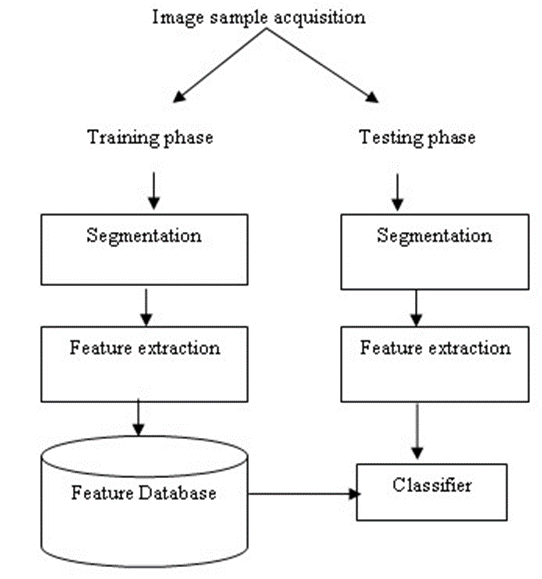 Image sample acquisition
Training phase
Testing phase
Segmentation
Segmentation
Feature extraction
Feature extraction
Feature Database
Classifier